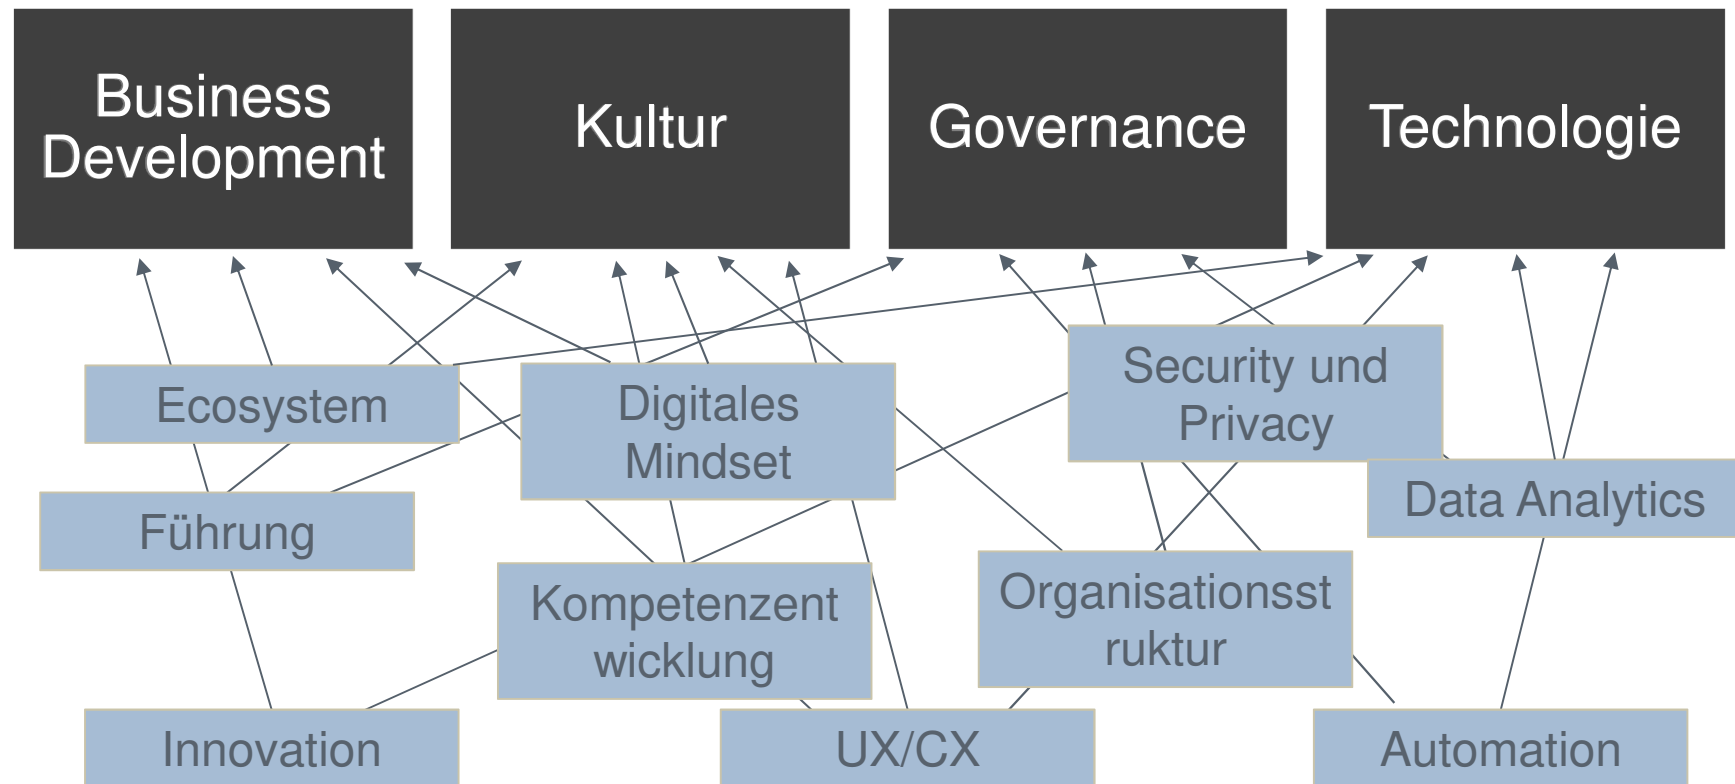 Business
Development
Kultur
Governance
Technologie
Ecosystem
Digitales
Mindset
Security und
Privacy
Führung
Data Analytics
Kompetenzent
wicklung
Organisationsst
ruktur
Innovation
UX/CX
Automation